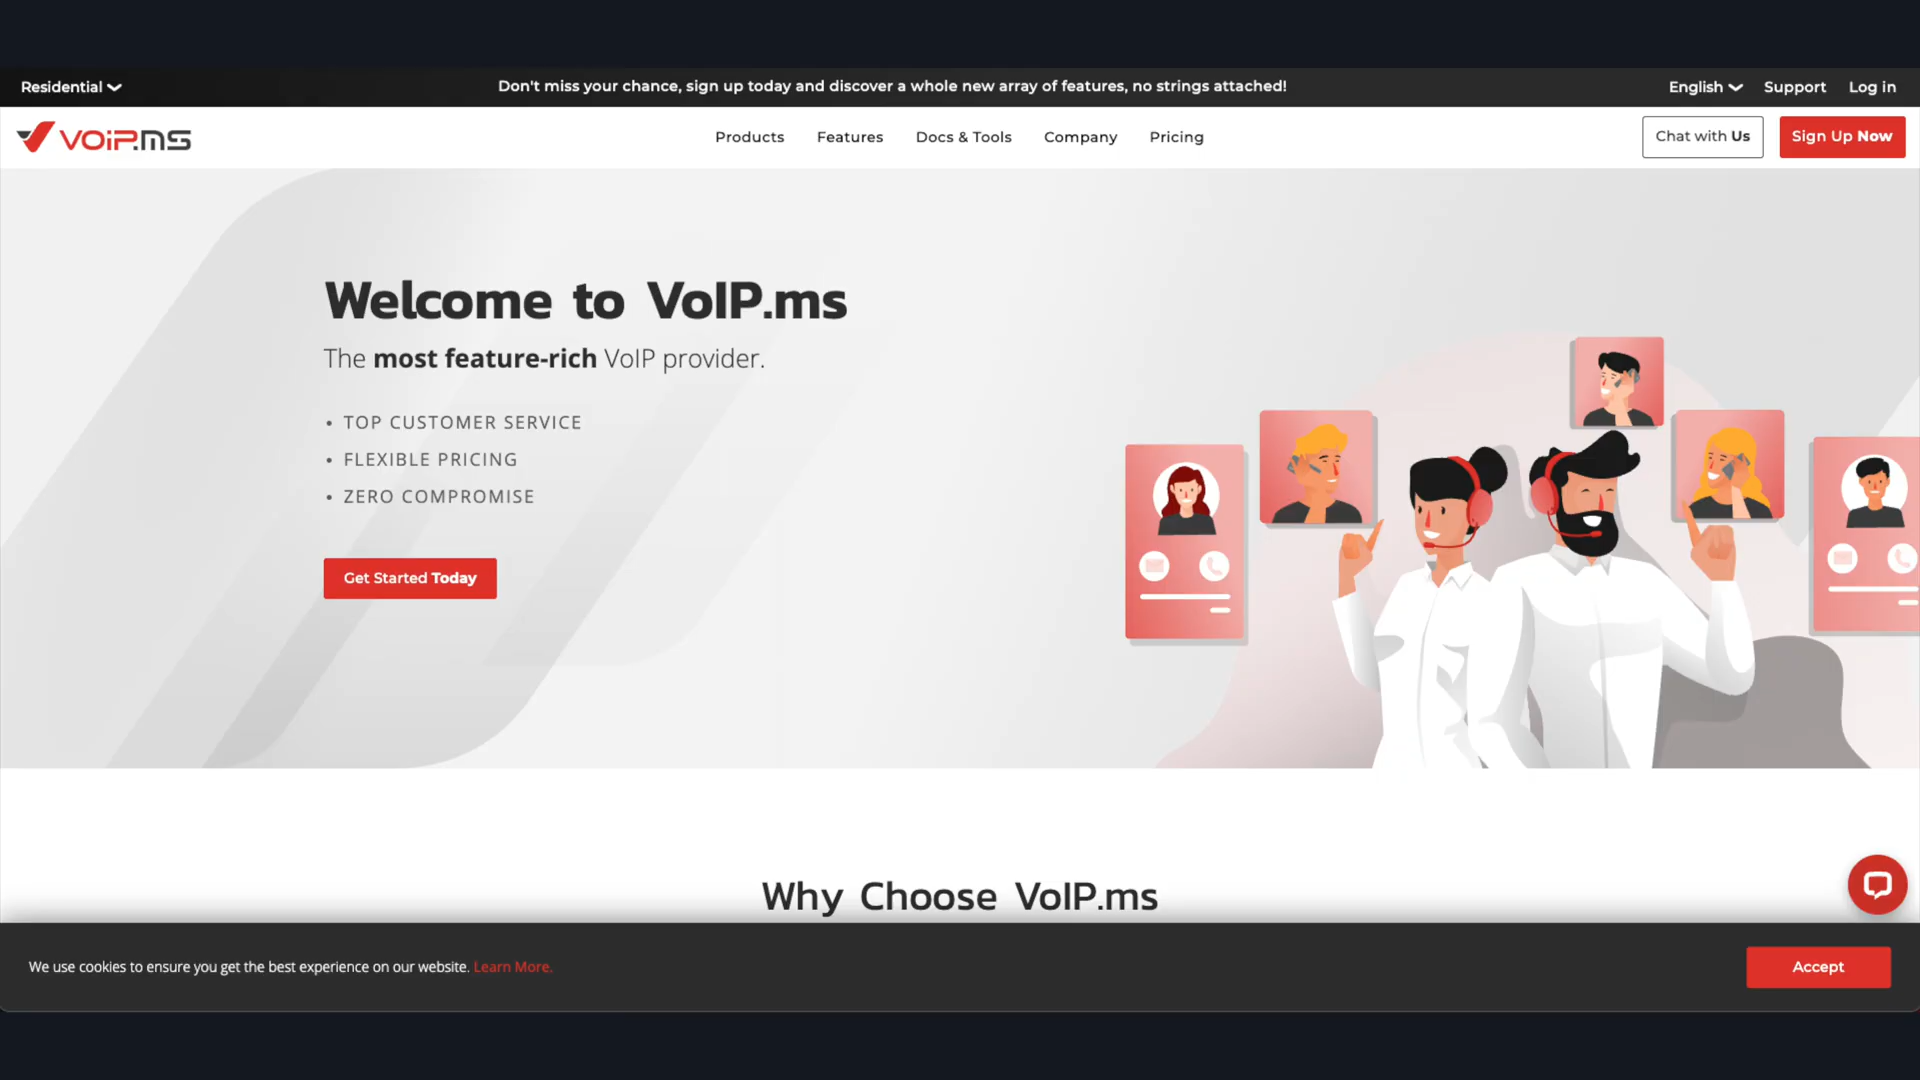 Residential
Don't miss your chance, sign up today and discover a whole new array of features, no strings attached!
English
Support
Log in
VOIP.MS
Products
Features
Docs & Tools
Company
Pricing
Chat with Us
Sign Up Now
Welcome to VoIP.ms
The most feature-rich VoIP provider.
• TOP CUSTOMER SERVICE
• FLEXIBLE PRICING
• ZERO COMPROMISE
Get Started Today
Why Choose VoIP.ms
We use cookies to ensure you get the best experience on our website. Learn More.
Accept